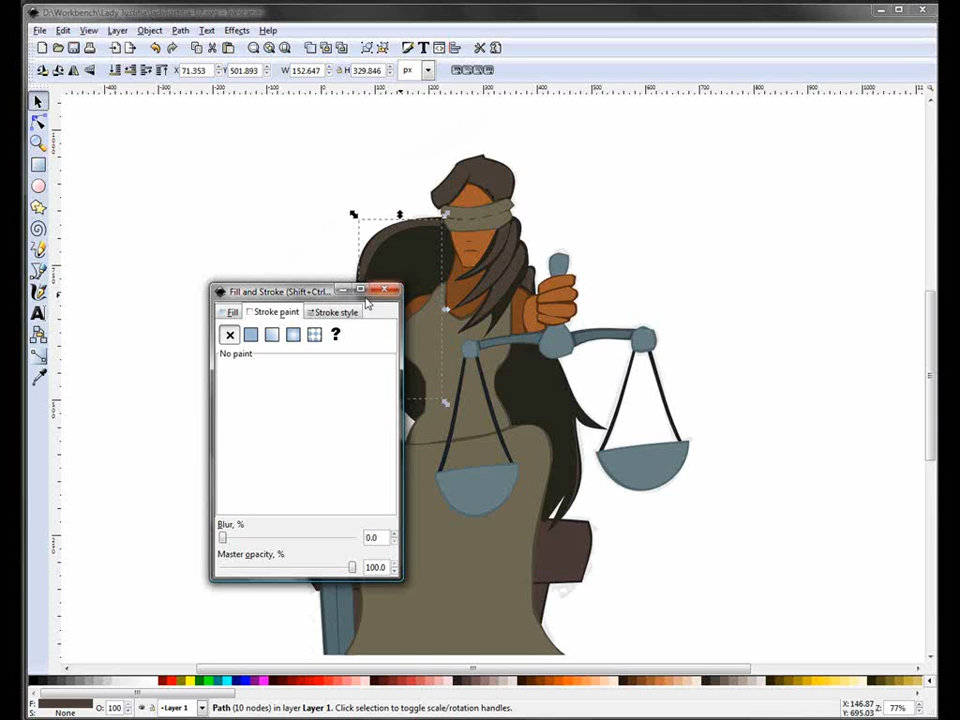 File Edit View Layer Object Path Text Effects Help
X 71.353 Y 501.893 W 152.647 H 329.846 px
Fill and Stroke (Shift+Ctrl...
Fill Stroke paint Stroke style
No paint
Blur, %
0.0
Master opacity, %
100.0
F:
S: None
O: 100
Layer 1
Path (10 nodes) in layer Layer 1. Click selection to toggle scale/rotation handles.
X: 146.87
Y: 695.03
Z: 77%